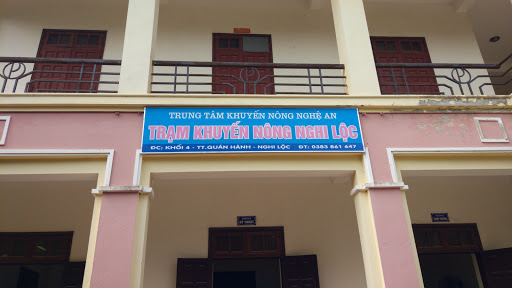 TRUNG TÂM KHUYẾN NÔNG NGHỆ AN
TRẠM KHUYẾN NÔNG NGHI LỘC
ĐC: KHỐI 4 - TT.QUÁN HÀNH - NGHI LỘC ĐT: 0383 861 647